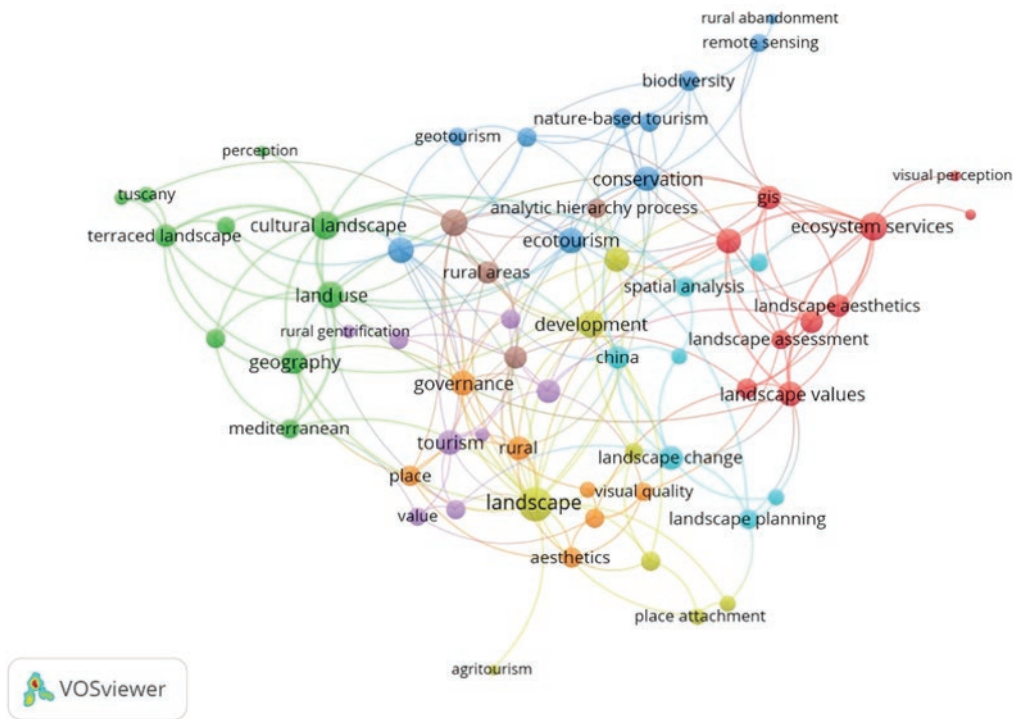 rural abandonment
remote sensing
biodiversity
nature-based tourism
geotourism
perception
visual perception
conservation
tuscany
gis
analytic hierarchy process
cultural landscape
ecosystem services
terraced landscape
ecotourism
rural areas
spatial analysis
land use
landscape aesthetics
development
rural gentrification
landscape assessment
china
geography
governance
landscape values
mediterranean
tourism
rural
landscape change
place
visual quality
landscape
value
landscape planning
aesthetics
place attachment
agritourism
VOSviewer